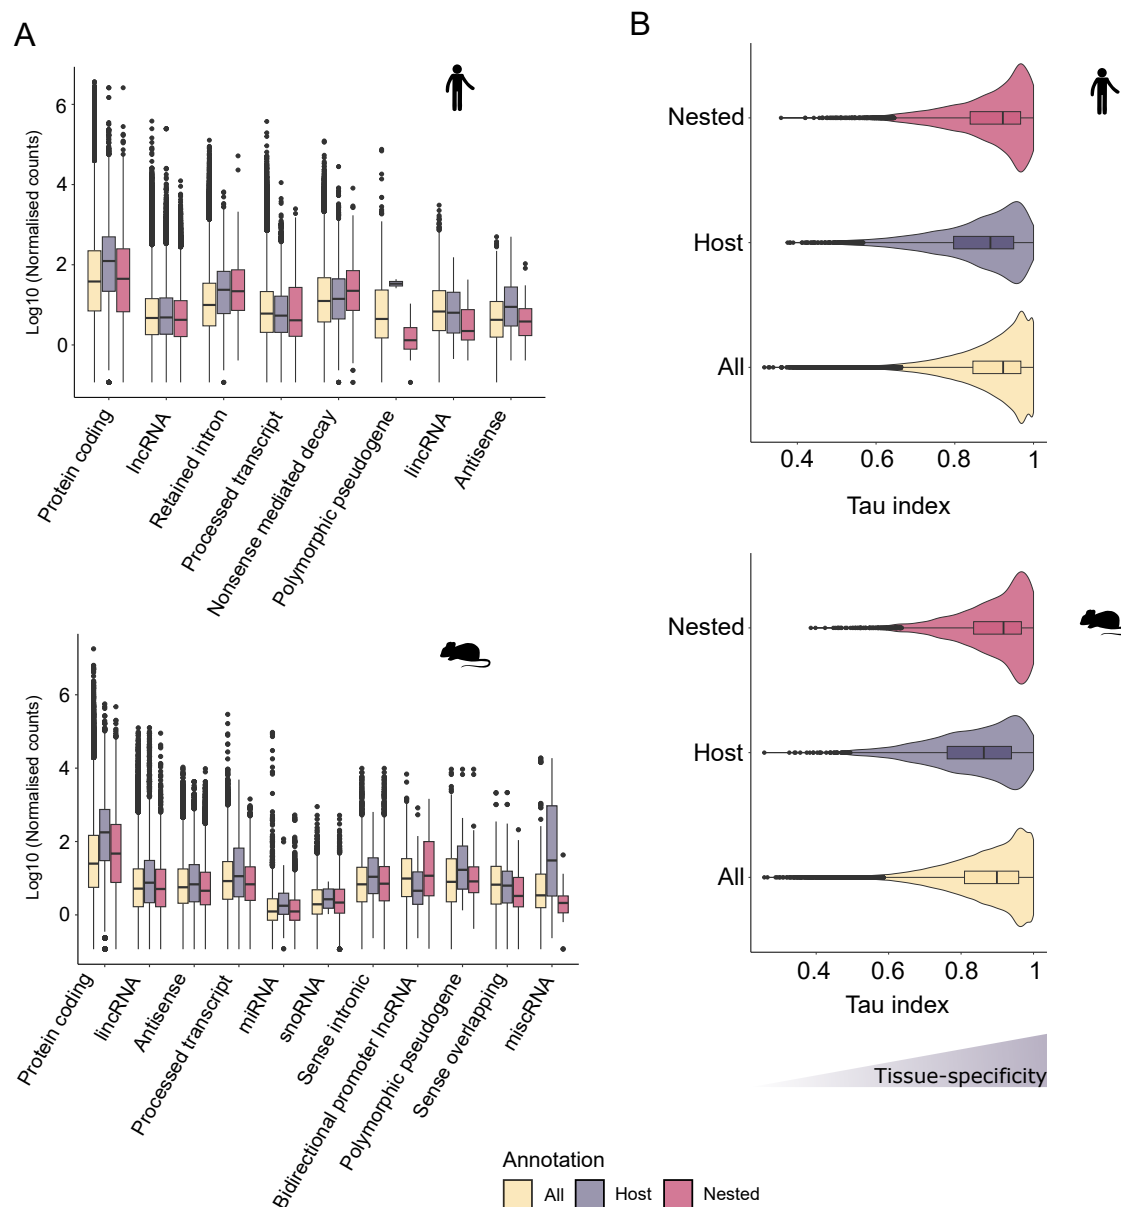 A
Log10 (Normalised counts)
6
4
2
0
Protein coding
lncRNA
Retained intron
Processed transcript
Nonsense mediated decay
Polymorphic pseudogene
lincRNA
Antisense
Log10 (Normalised counts)
6
4
2
0
Protein coding
lincRNA
Antisense
Processed transcript
miRNA
snoRNA
Sense intronic
Bidirectional promoter lncRNA
Polymorphic pseudogene
Sense overlapping
miscRNA
B
Nested
Host
All
0.4 0.6 0.8 1
Tau index
Nested
Host
All
0.4 0.6 0.8 1
Tau index
Tissue-specificity
Annotation
All Host Nested